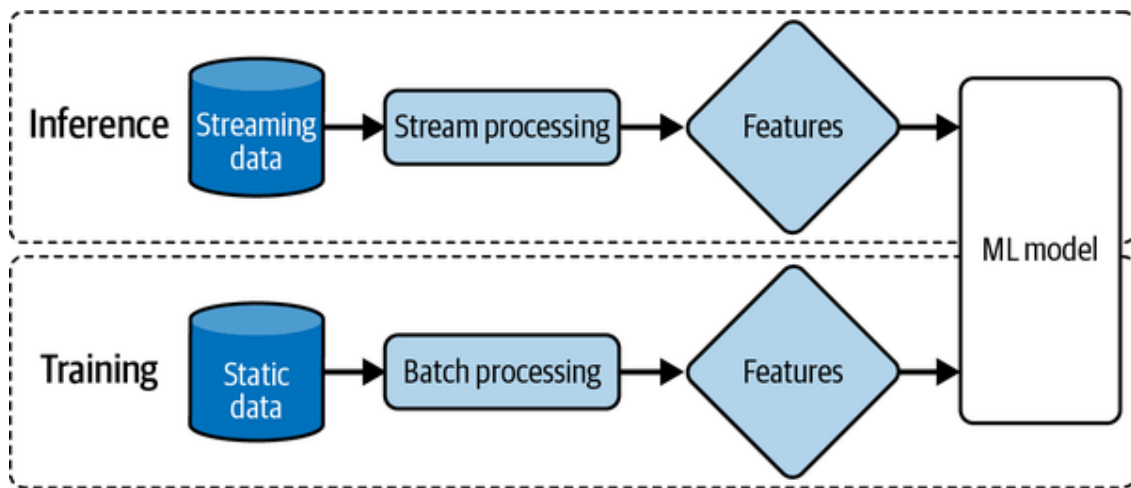 Inference
Streaming
data
Stream processing
Features
ML model
Training
Static
data
Batch processing
Features